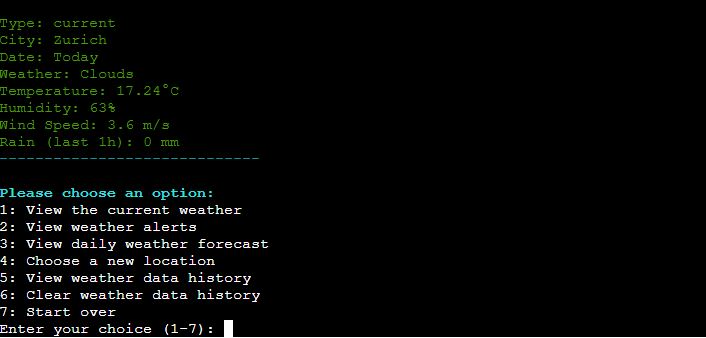 Type: current
City: Zurich
Date: Today
Weather: Clouds
Temperature: 17.24°C
Humidity: 63%
Wind Speed: 3.6 m/s
Rain (last 1h): 0 mm
-----------------------------
Please choose an option:
1: View the current weather
2: View weather alerts
3: View daily weather forecast
4: Choose a new location
5: View weather data history
6: Clear weather data history
7: Start over
Enter your choice (1-7):